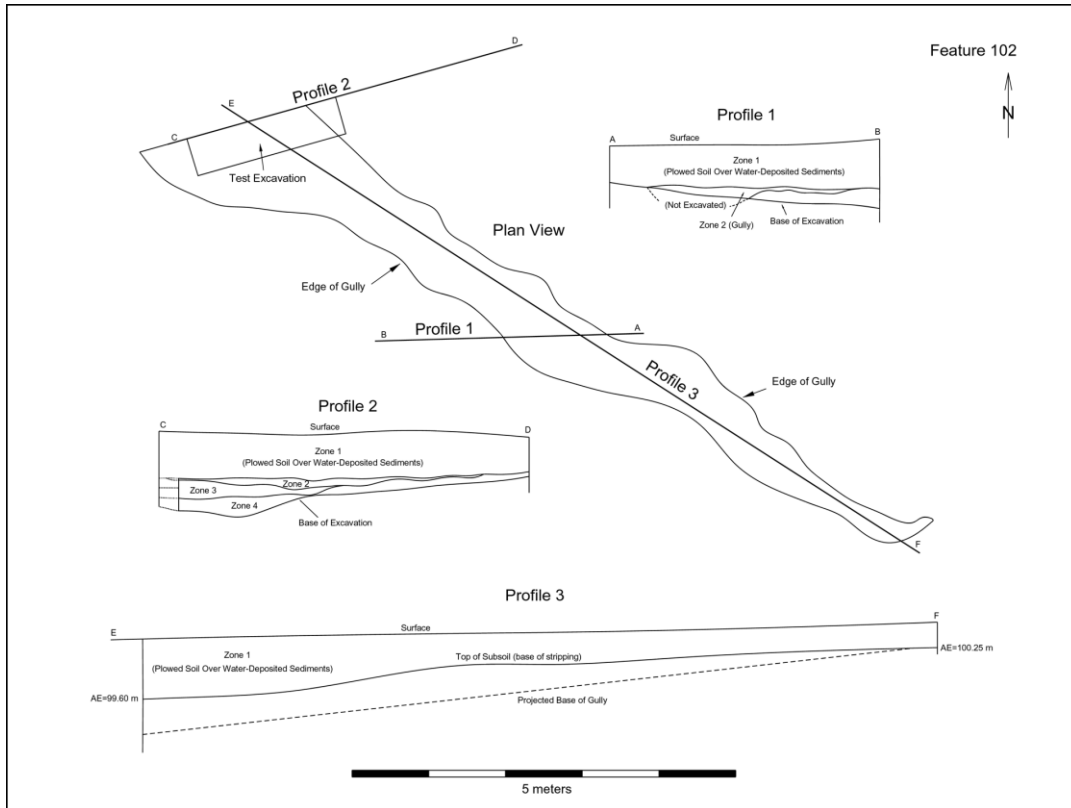 Feature 102
N
D
Profile 2
E
C
Test Excavation
Profile 1
A
B
Surface
Zone 1
(Plowed Soil Over Water-Deposited Sediments)
(Not Excavated)
Zone 2 (Gully)
Base of Excavation
Plan View
Edge of Gully
Profile 1
B
A
Profile 3
Edge of Gully
F
Profile 2
C
Surface
D
Zone 1
(Plowed Soil Over Water-Deposited Sediments)
Zone 2
Zone 3
Zone 4
Base of Excavation
Profile 3
E
F
Surface
Zone 1
(Plowed Soil Over Water-Deposited Sediments)
Top of Subsoil (base of stripping)
AE=100.25 m
AE=99.60 m
Projected Base of Gully
5 meters